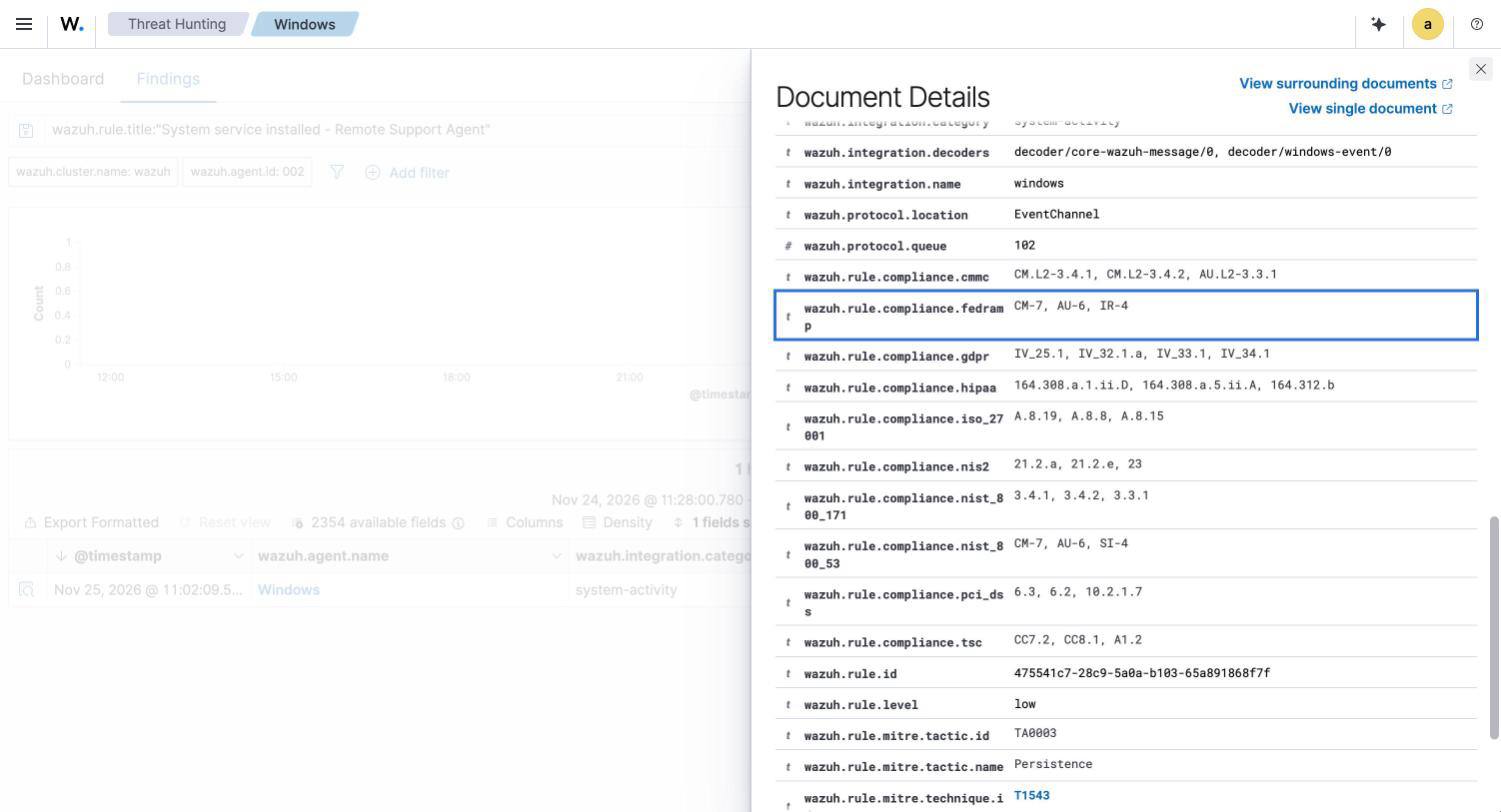 W.
Threat Hunting
Windows
a
Dashboard
Findings
wazuh.rule.title:"System service installed - Remote Support Agent"
wazuh.cluster.name: wazuh
wazuh.agent.id: 002
Add filter
Count
1
0.8
0.6
0.4
0.2
0
12:00
15:00
18:00
21:00
@timestar
1 h
Nov 24, 2026 @ 11:28:00.780 -
Export Formatted
Reset view
2354 available fields
Columns
Density
1 fields s
@timestamp
wazuh.agent.name
wazuh.integration.catego
Nov 25, 2026 @ 11:02:09.5...
Windows
system-activity
Document Details
View surrounding documents
View single document
t wazuh.integration.category system-activity
t wazuh.integration.decoders decoder/core-wazuh-message/0, decoder/windows-event/0
t wazuh.integration.name windows
t wazuh.protocol.location EventChannel
# wazuh.protocol.queue 102
t wazuh.rule.compliance.cmmc CM.L2-3.4.1, CM.L2-3.4.2, AU.L2-3.3.1
t wazuh.rule.compliance.fedram CM-7, AU-6, IR-4
p
t wazuh.rule.compliance.gdpr IV_25.1, IV_32.1.a, IV_33.1, IV_34.1
t wazuh.rule.compliance.hipaa 164.308.a.1.ii.D, 164.308.a.5.ii.A, 164.312.b
t wazuh.rule.compliance.iso_27 A.8.19, A.8.8, A.8.15
001
t wazuh.rule.compliance.nis2 21.2.a, 21.2.e, 23
t wazuh.rule.compliance.nist_8 3.4.1, 3.4.2, 3.3.1
00_171
t wazuh.rule.compliance.nist_8 CM-7, AU-6, SI-4
00_53
t wazuh.rule.compliance.pci_ds 6.3, 6.2, 10.2.1.7
s
t wazuh.rule.compliance.tsc CC7.2, CC8.1, A1.2
t wazuh.rule.id 475541c7-28c9-5a0a-b103-65a891868f7f
t wazuh.rule.level low
t wazuh.rule.mitre.tactic.id TA0003
t wazuh.rule.mitre.tactic.name Persistence
t wazuh.rule.mitre.technique.i T1543